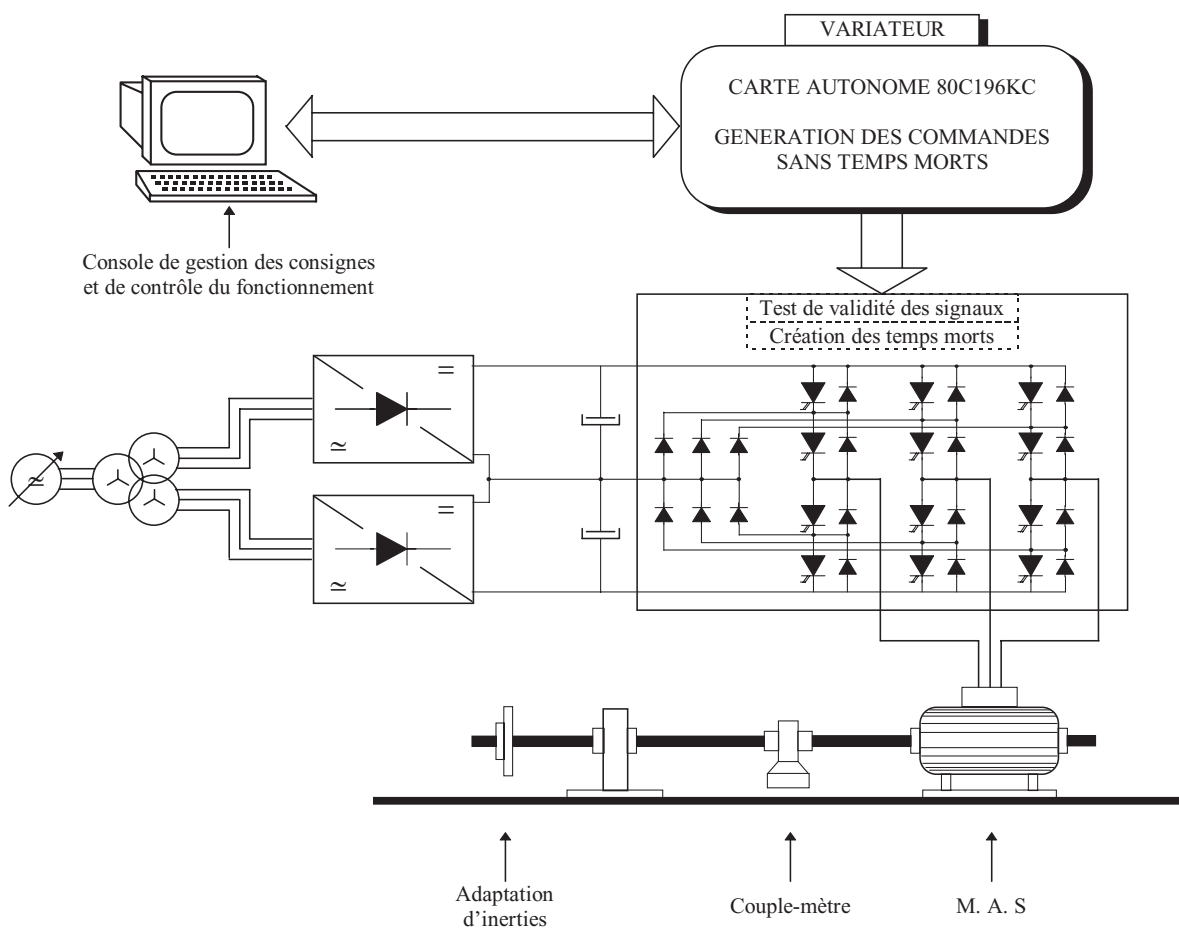 VARIATEUR
CARTE AUTONOME 80C196KC
GENERATION DES COMMANDES
SANS TEMPS MORTS
Console de gestion des consignes
et de contrôle du fonctionnement
Test de validité des signaux
Création des temps morts
Adaptation
d’inerties
Couple-mètre
M. A. S